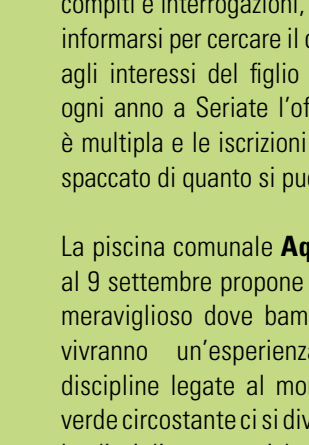 compiti e interrogazioni,
informarsi per cercare il
agli interessi del figlio
ogni anno a Seriate l'of
è multipla e le iscrizioni
spaccato di quanto si può
La piscina comunale Aq
al 9 settembre propone
meraviglioso dove bam
vivranno un'esperienza
discipline legate al mo
verde circostante ci si div